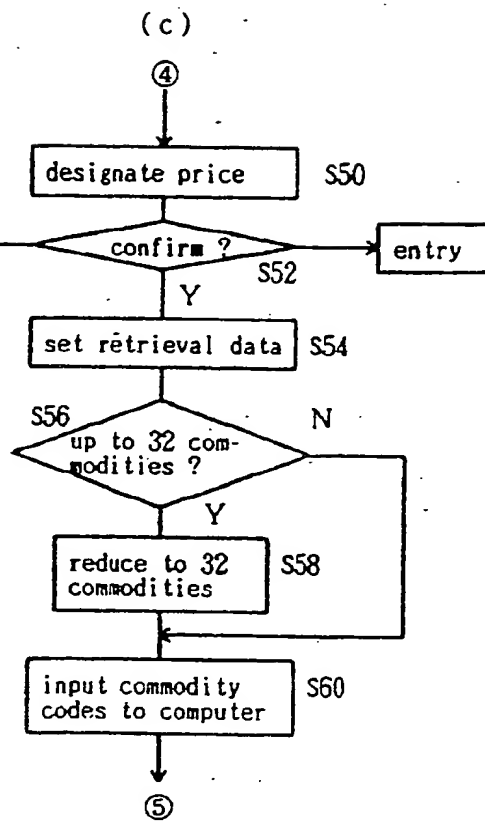 (c)
④
designate price S50
confirm ? entry
S52
Y
set retrieval data S54
S56 N
up to 32 com-
modities ?
Y
reduce to 32 S58
commodities
input commodity S60
codes to computer
⑤